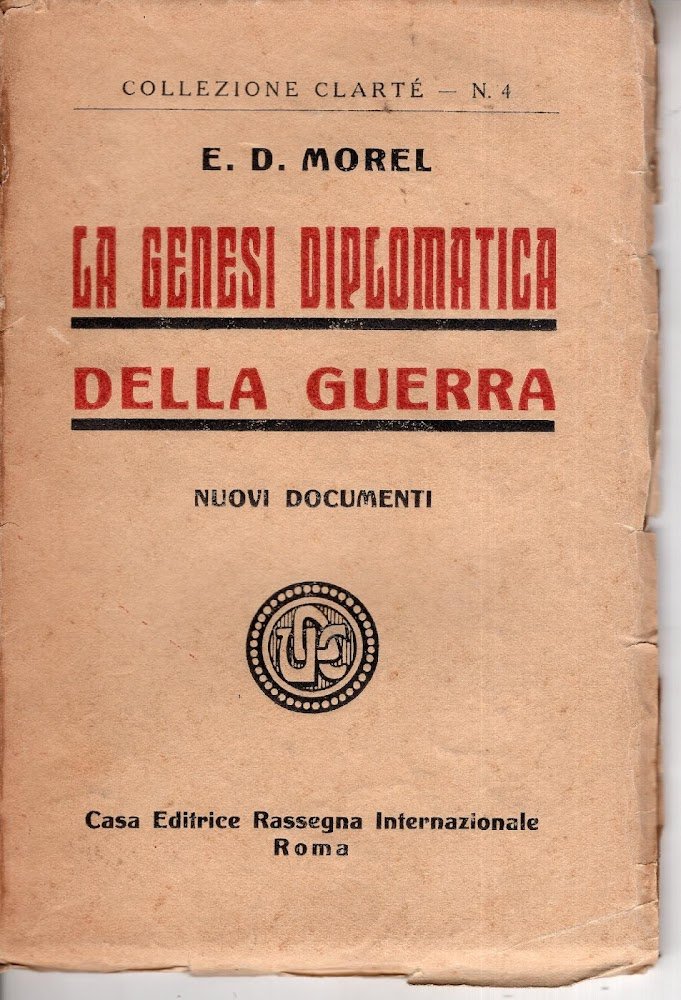 COLLEZIONE CLARTÉ — N. 4
E. D. MOREL
LA GENESI DIPLOMATICA
DELLA GUERRA
NUOVI DOCUMENTI
Casa Editrice Rassegna Internazionale
Roma